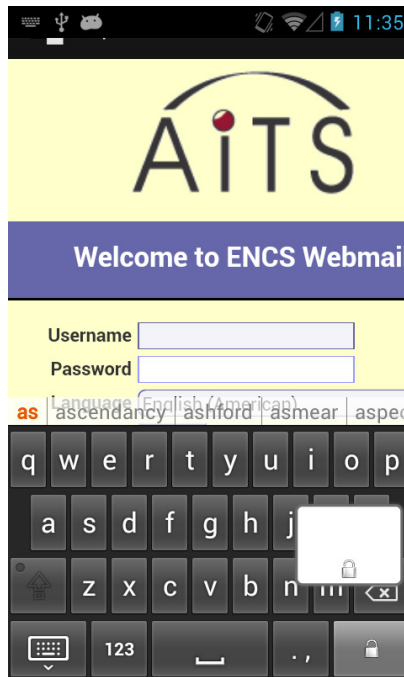 11:35
AiTS
Welcome to ENCS Webmai
Username
Password
Language English (American)
as ascendancy ashford asmear aspec
q w e r t y u i o p
a s d f g h j
z x c v b n m
123 . ,